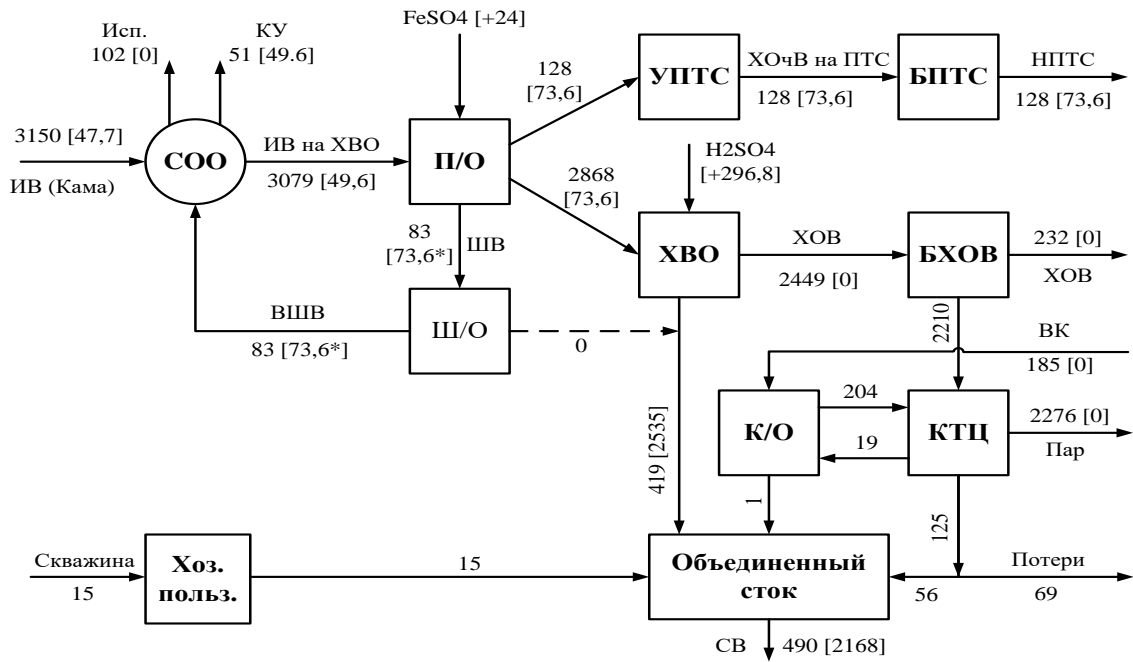 Исп.
102 [0]
КУ
51 [49.6]
FeSO4 [+24]
128
[73,6]
УПТС
ХОчВ на ПТС
128 [73,6]
БПТС
НПТС
128 [73,6]
3150 [47,7]
ИВ (Кама)
СОО
ИВ на ХВО
3079 [49,6]
П/О
2868
[73,6]
H2SO4
[+296,8]
83
[73,6*]
ШВ
ХВО
ХОВ
2449 [0]
БХОВ
232 [0]
ХОВ
ВШВ
83 [73,6*]
Ш/О
0
2210
ВК
185 [0]
419 [2535]
К/О
204
19
КТЦ
2276 [0]
Пар
1
125
Скважина
15
Хоз.
польз.
15
Объединенный
сток
56
Потери
69
СВ
490 [2168]